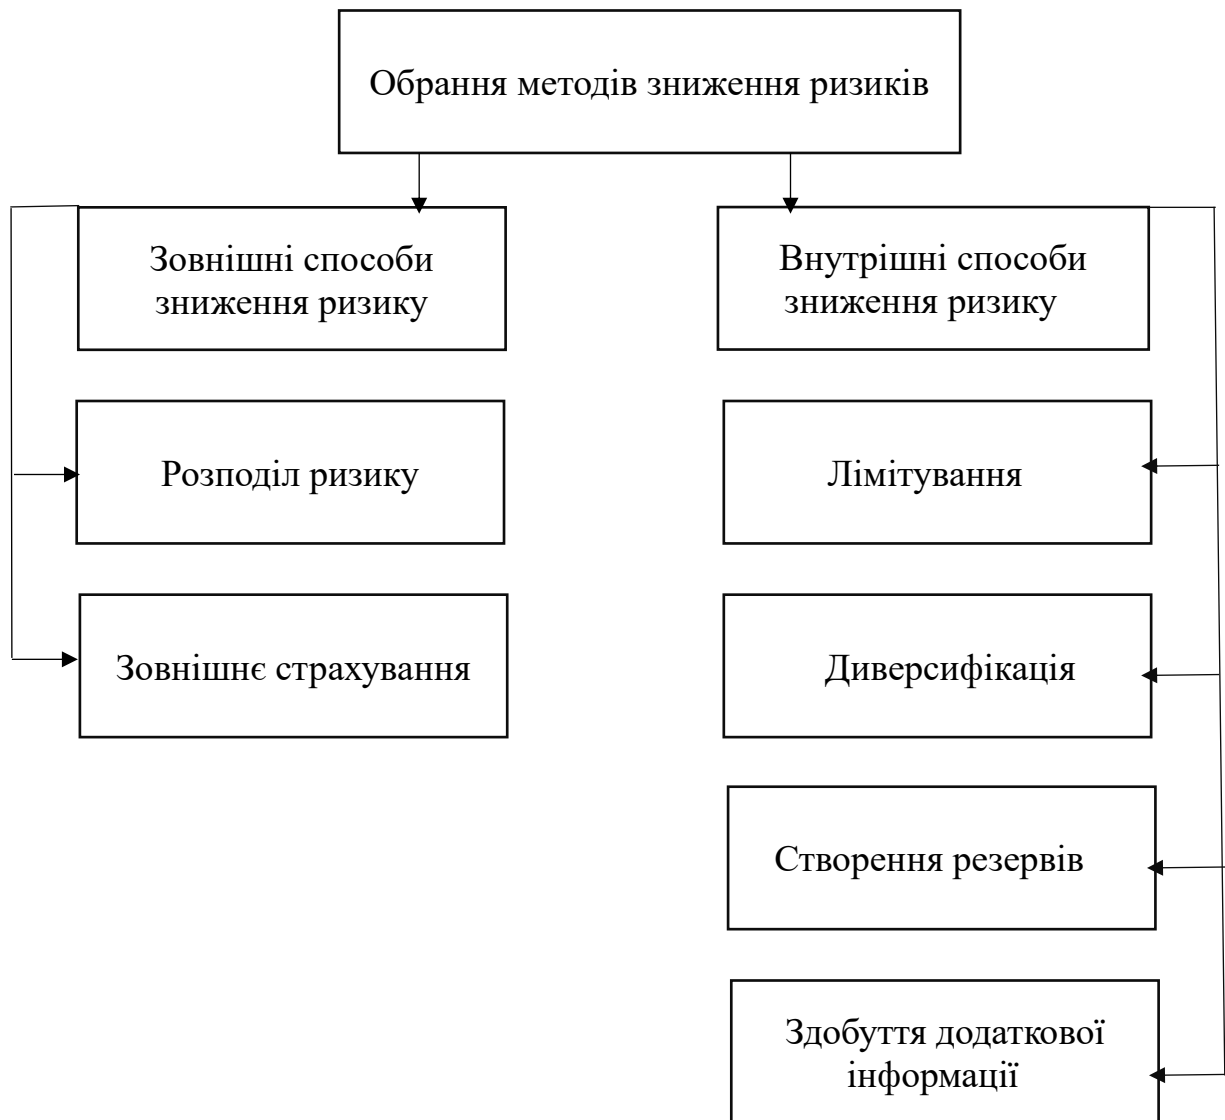 Обрання методів зниження ризиків
Зовнішні способи
зниження ризику
Внутрішні способи
зниження ризику
Розподіл ризику
Лімітування
Зовнішнє страхування
Диверсифікація
Створення резервів
Здобуття додаткової
інформації